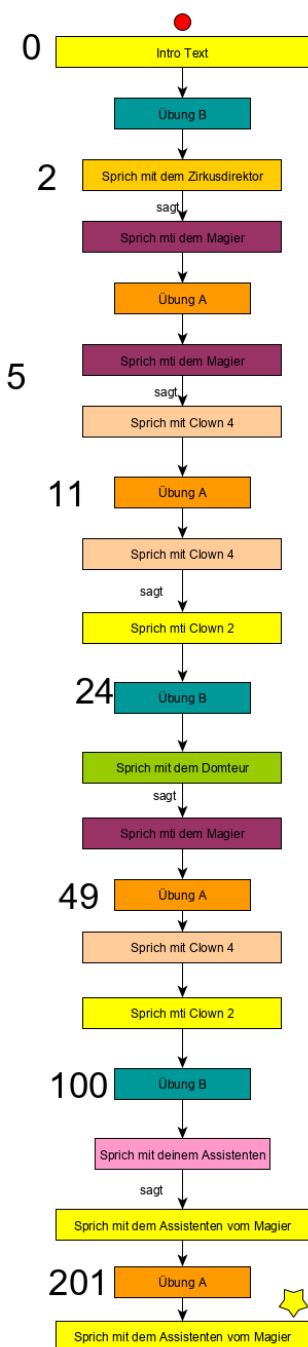 0
Intro Text
Übung B
2
Sprich mit dem Zirkusdirektor
sagt
Sprich mti dem Magier
Übung A
5
Sprich mti dem Magier
sagt
Sprich mit Clown 4
11
Übung A
Sprich mit Clown 4
sagt
Sprich mti Clown 2
24
Übung B
Sprich mit dem Domteur
sagt
Sprich mti dem Magier
49
Übung A
Sprich mit Clown 4
Sprich mti Clown 2
100
Übung B
Sprich mit deinem Assistenten
sagt
Sprich mit dem Assistenten vom Magier
201
Übung A
Sprich mit dem Assistenten vom Magier